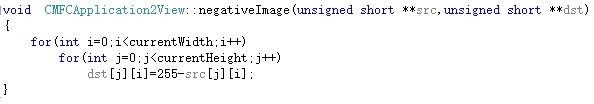 void CMFCApplication2View::negativeImage(unsigned short **src,unsigned short **dst)
{
    for(int i=0;i<currentWidth;i++)
        for(int j=0;j<currentHeight;j++)
            dst[j][i]=255-src[j][i];
}